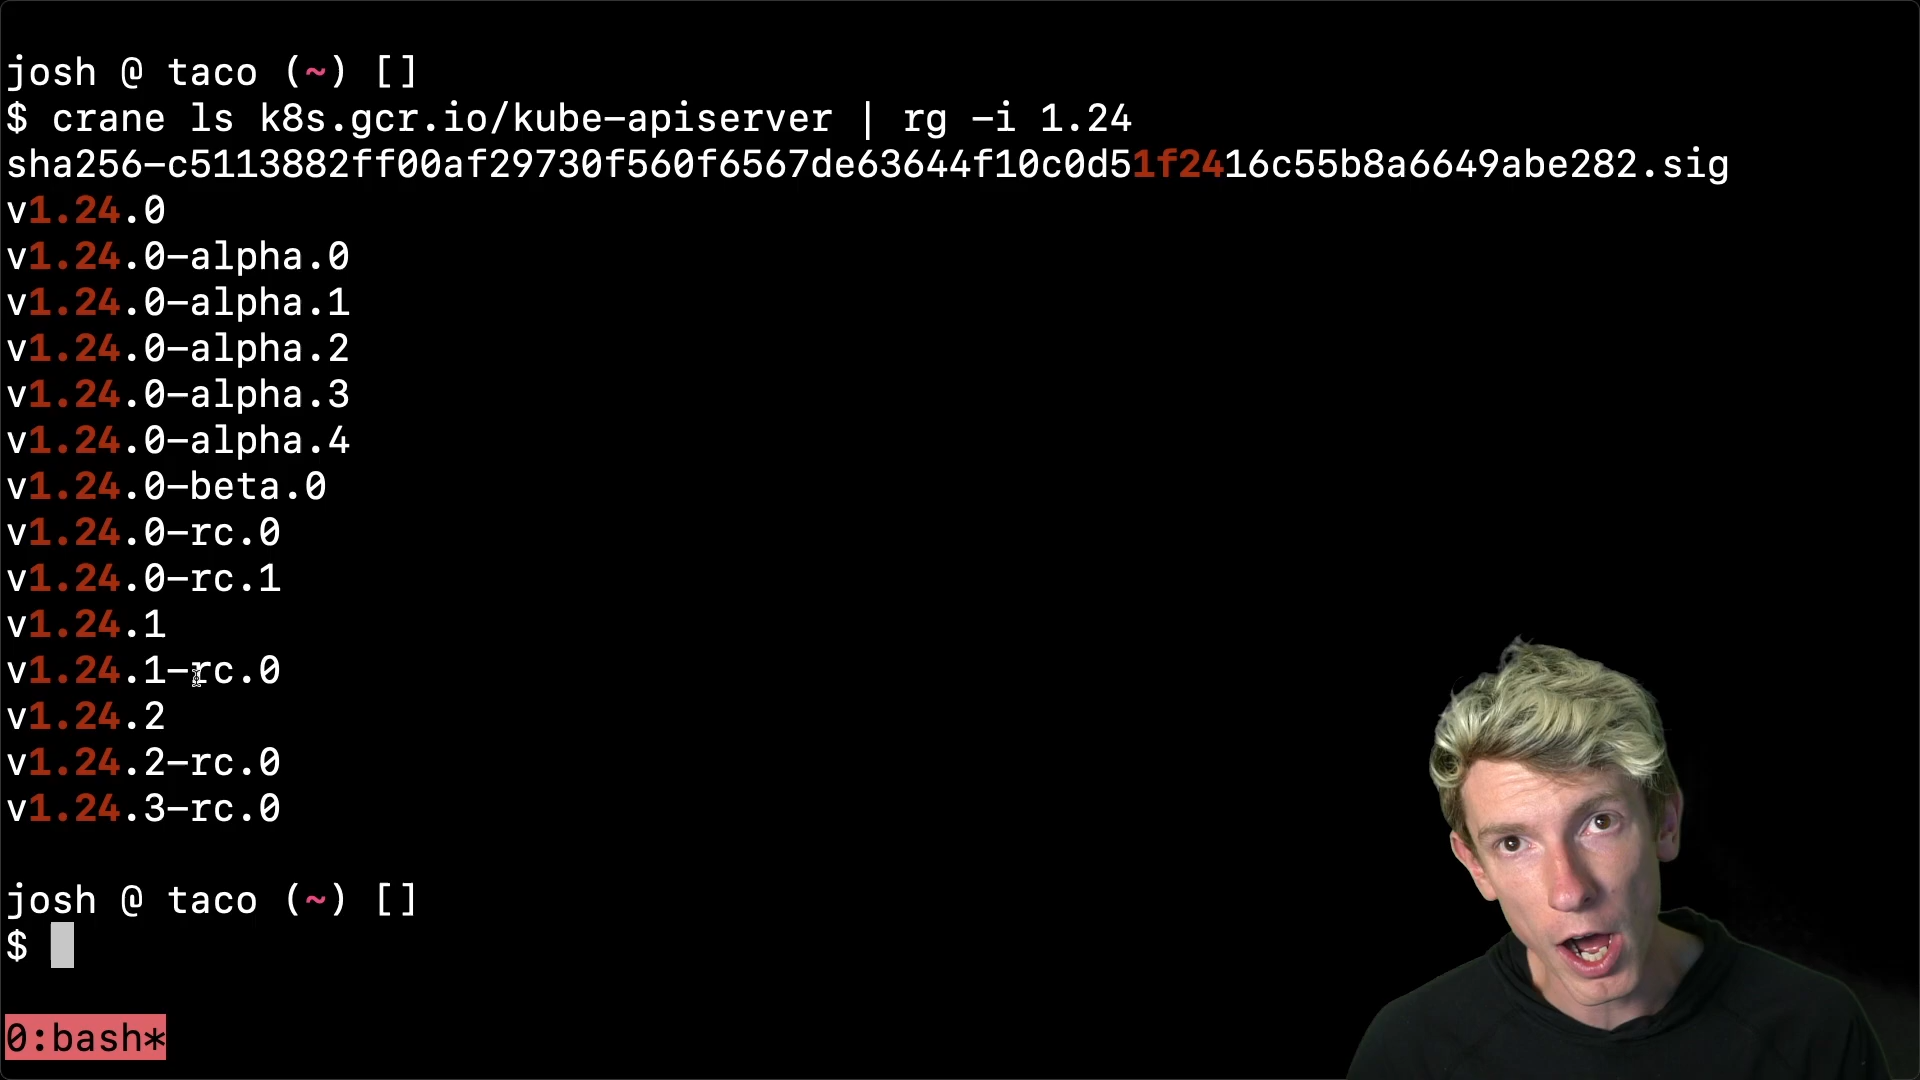 josh @ taco (~) []
$ crane ls k8s.gcr.io/kube-apiserver | rg -i 1.24
sha256-c5113882ff00af29730f560f6567de63644f10c0d51f2416c55b8a6649abe282.sig
v1.24.0
v1.24.0-alpha.0
v1.24.0-alpha.1
v1.24.0-alpha.2
v1.24.0-alpha.3
v1.24.0-alpha.4
v1.24.0-beta.0
v1.24.0-rc.0
v1.24.0-rc.1
v1.24.1
v1.24.1-rc.0
v1.24.2
v1.24.2-rc.0
v1.24.3-rc.0
josh @ taco (~) []
$
0:bash*